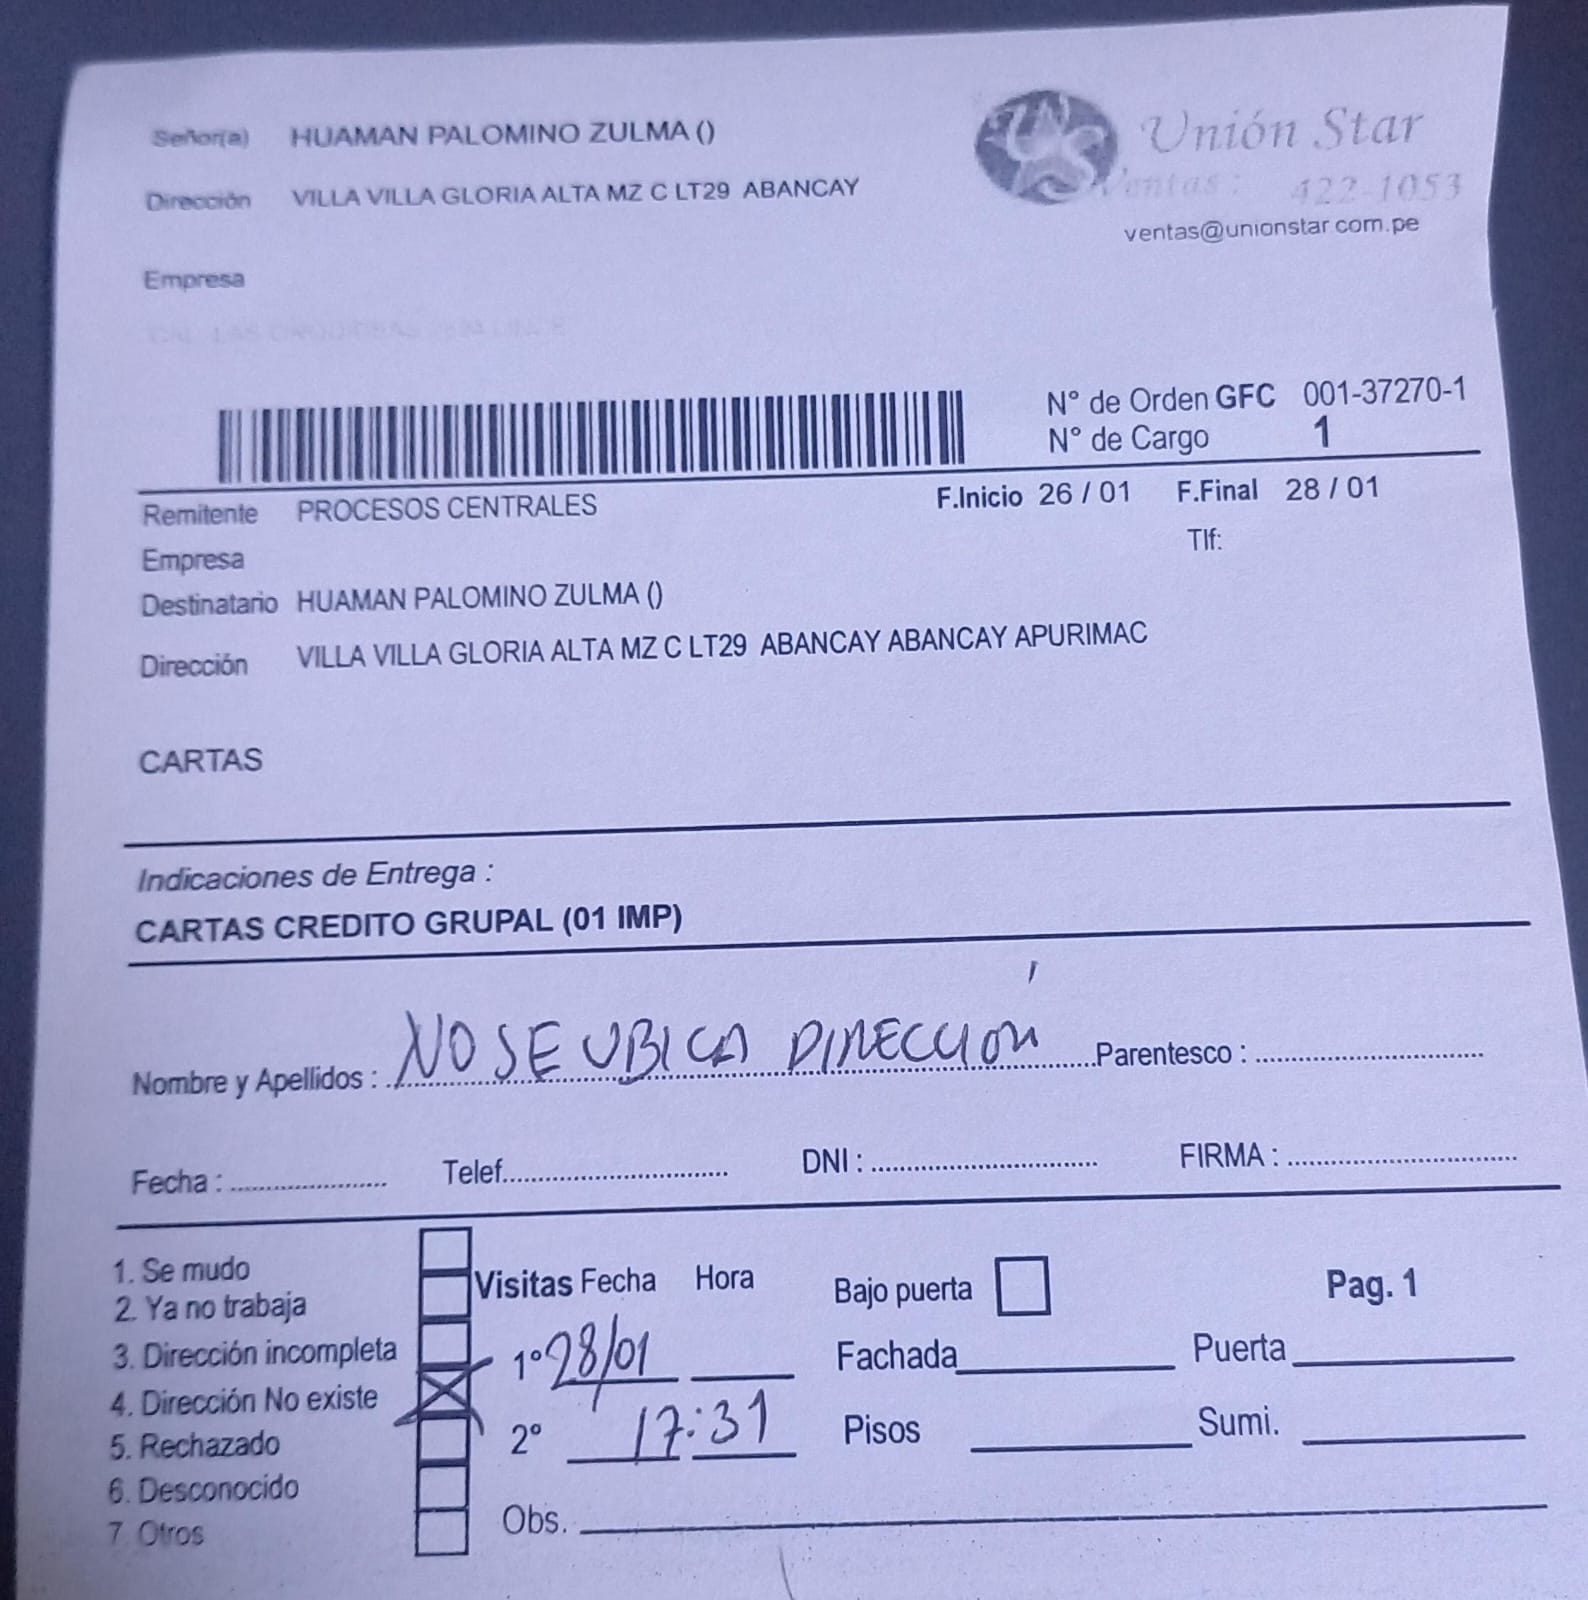 Señor(a) HUAMAN PALOMINO ZULMA ()
Unión Star
Dirección VILLA VILLA GLORIA ALTA MZ C LT29 ABANCAY
Ventas: 422-1053
ventas@unionstar.com.pe
Empresa
N° de Orden GFC 001-37270-1
N° de Cargo 1
Remitente PROCESOS CENTRALES F.Inicio 26 / 01 F.Final 28 / 01
Empresa Tlf:
Destinatario HUAMAN PALOMINO ZULMA ()
Dirección VILLA VILLA GLORIA ALTA MZ C LT29 ABANCAY ABANCAY APURIMAC
CARTAS
Indicaciones de Entrega :
CARTAS CREDITO GRUPAL (01 IMP)
Nombre y Apellidos : NO SE UBICA DIRECCIÓN Parentesco :
Fecha : Telef. DNI : FIRMA :
1. Se mudo
2. Ya no trabaja
3. Dirección incompleta
4. Dirección No existe
5. Rechazado
6. Desconocido
7 Otros
Visitas Fecha Hora
1° 28/01
2° 17:31
Obs.
Bajo puerta Pag. 1
Fachada Puerta
Pisos Sumi.